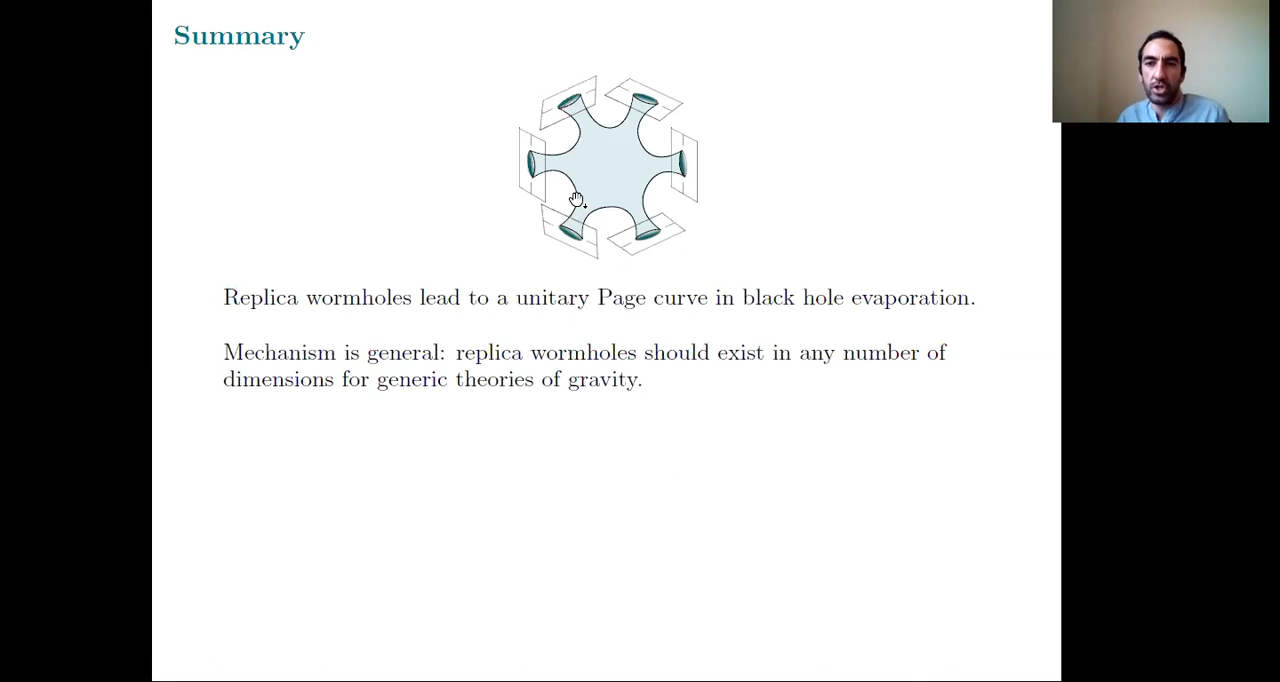 Summary
Replica wormholes lead to a unitary Page curve in black hole evaporation.
Mechanism is general: replica wormholes should exist in any number of
dimensions for generic theories of gravity.